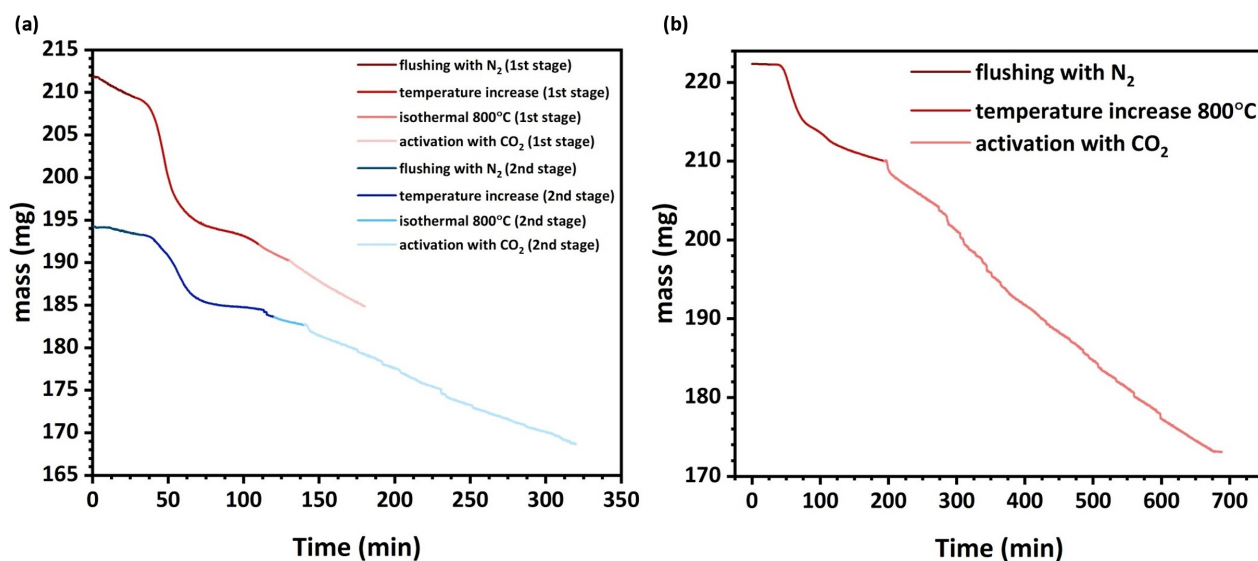 (a)
215
210
205
200
195
190
185
180
175
170
165
mass (mg)
0 50 100 150 200 250 300 350
Time (min)
flushing with N₂ (1st stage)
temperature increase (1st stage)
isothermal 800°C (1st stage)
activation with CO₂ (1st stage)
flushing with N₂ (2nd stage)
temperature increase (2nd stage)
isothermal 800°C (2nd stage)
activation with CO₂ (2nd stage)
(b)
220
210
200
190
180
170
mass (mg)
0 100 200 300 400 500 600 700
Time (min)
flushing with N₂
temperature increase 800°C
activation with CO₂